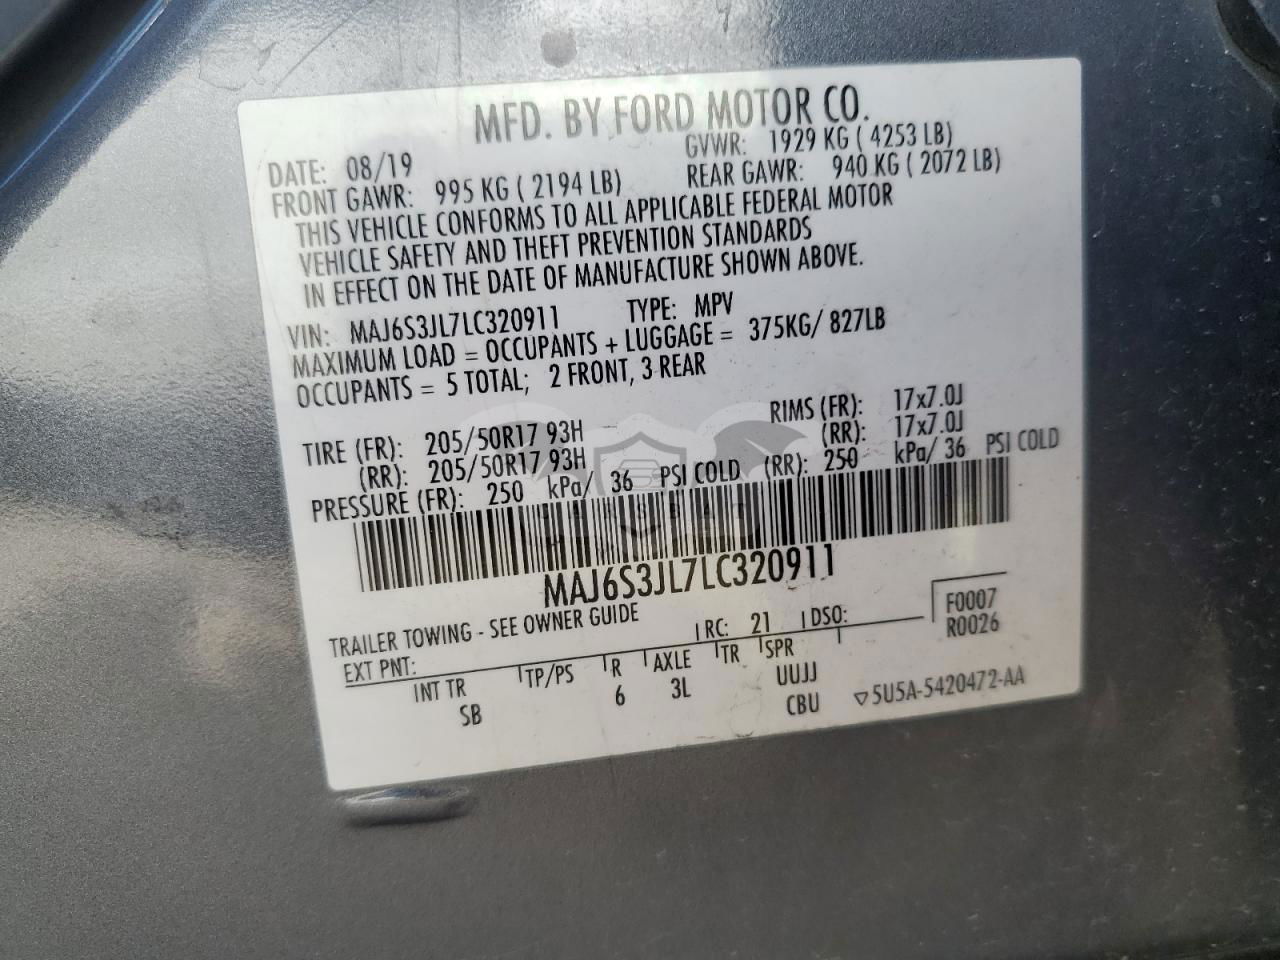 MFD. BY FORD MOTOR CO.
DATE: 08/19 GVWR: 1929 KG ( 4253 LB)
FRONT GAWR: 995 KG ( 2194 LB) REAR GAWR: 940 KG ( 2072 LB)
THIS VEHICLE CONFORMS TO ALL APPLICABLE FEDERAL MOTOR
VEHICLE SAFETY AND THEFT PREVENTION STANDARDS
IN EFFECT ON THE DATE OF MANUFACTURE SHOWN ABOVE.
VIN: MAJ6S3JL7LC320911 TYPE: MPV
MAXIMUM LOAD = OCCUPANTS + LUGGAGE = 375KG/ 827LB
OCCUPANTS = 5 TOTAL; 2 FRONT, 3 REAR
TIRE (FR): 205/50R17 93H RIMS (FR): 17x7.0J
(RR): 205/50R17 93H (RR): 17x7.0J
PRESSURE (FR): 250 kPa/ 36 PSI COLD (RR): 250 kPa/ 36 PSI COLD
MAJ6S3JL7LC320911
TRAILER TOWING - SEE OWNER GUIDE
EXT PNT: RC: 21 DSO: F0007
R0026
INT TR TP/PS R AXLE TR SPR
SB 6 3L UUJJ
CBU 5U5A-5420472-AA